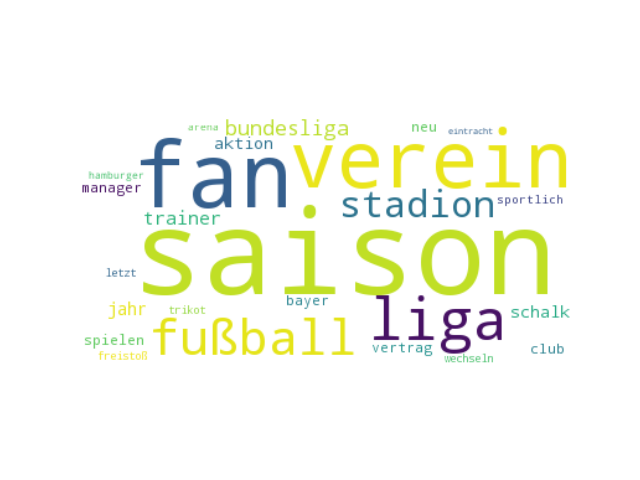 arena
bundesliga
neu
eintracht
aktion
fan
verein
hamburger
manager
stadion
sportlich
trainer
saison
letzt
bayer
jahr
trikot
liga
schalk
fußball
spielen
vertrag
club
freistoß
wechseln